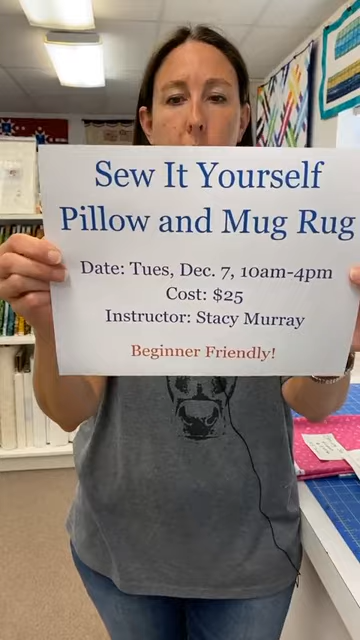 Sew It Yourself
Pillow and Mug Rug
Date: Tues, Dec. 7, 10am-4pm
Cost: $25
Instructor: Stacy Murray
Beginner Friendly!